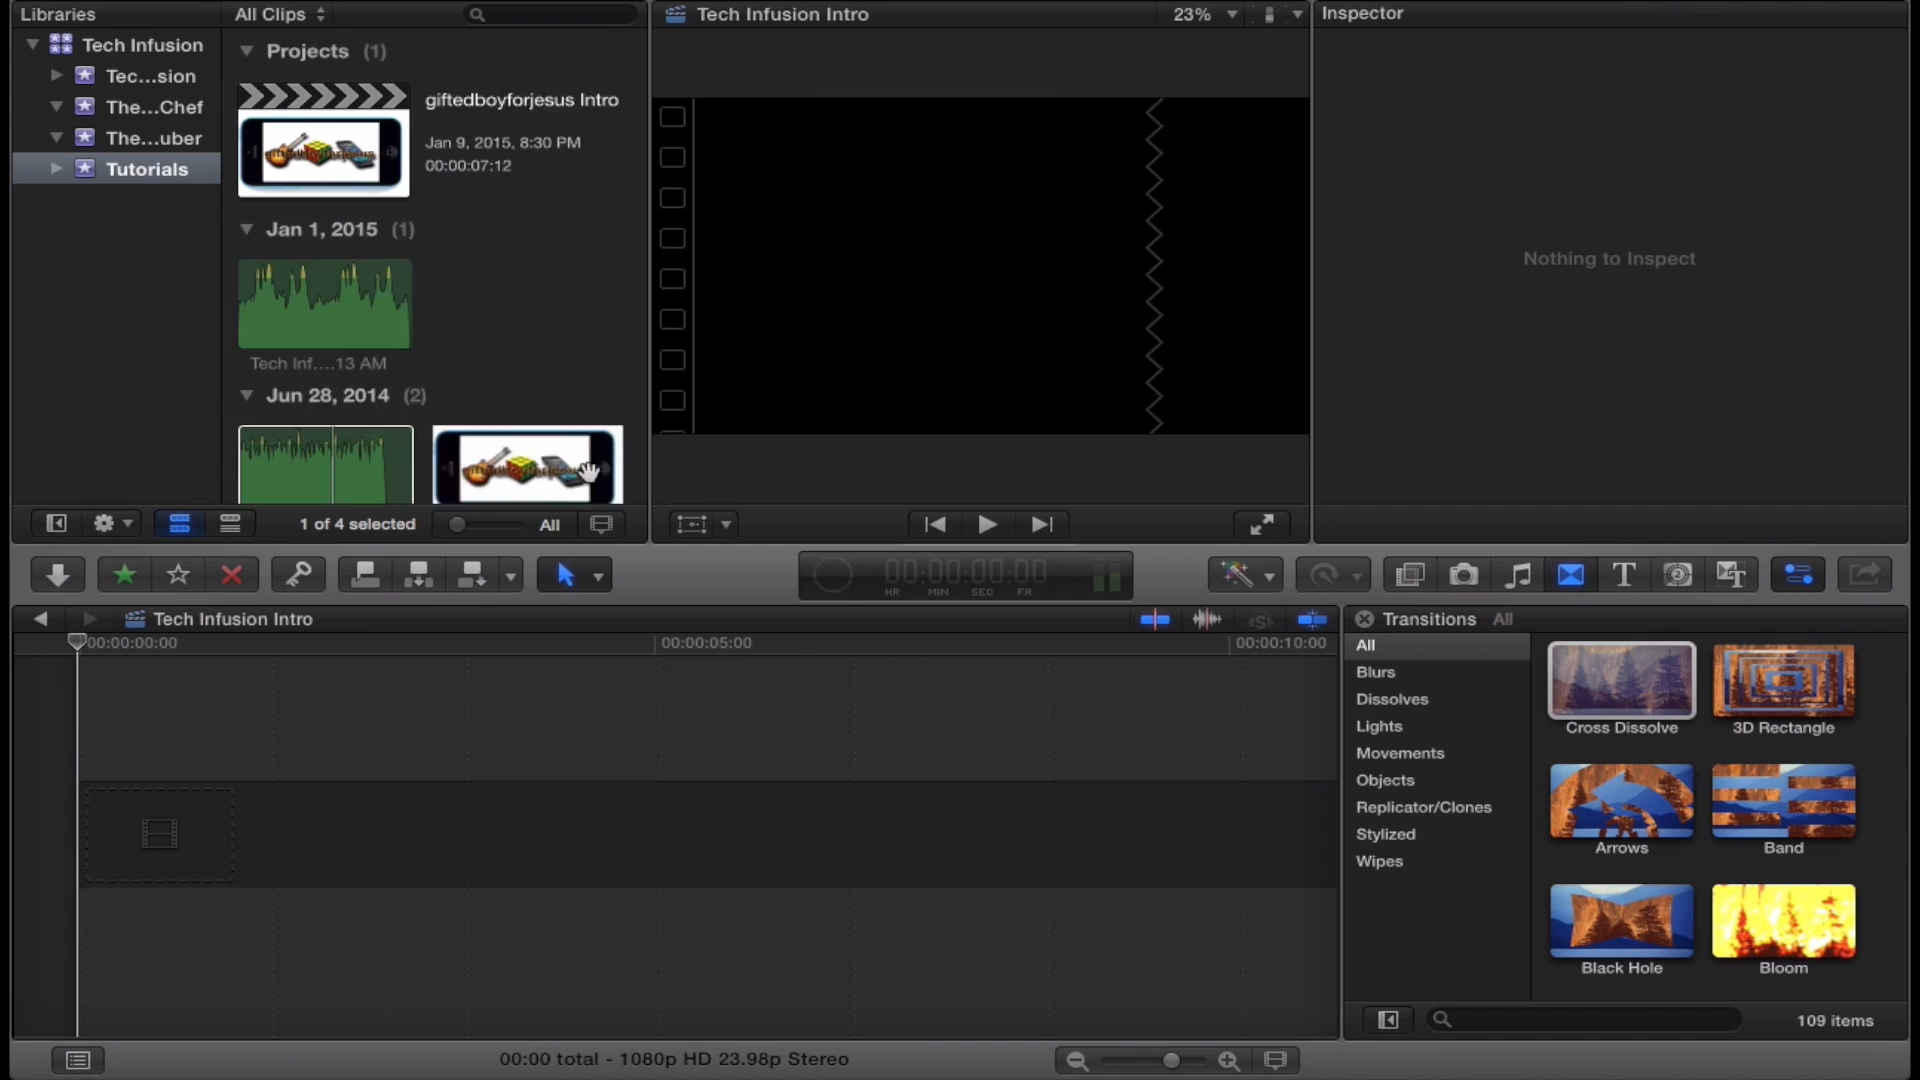 Libraries
All Clips
Tech Infusion Intro
23%
Inspector
Tech Infusion
Tec...sion
The...Chef
The...uber
Tutorials
Projects (1)
giftedboyforjesus Intro
Jan 9, 2015, 8:30 PM
00:00:07:12
giftedboyforjesus
Jan 1, 2015 (1)
Tech Inf....13 AM
Jun 28, 2014 (2)
Nothing to Inspect
1 of 4 selected
All
00:00:00:00
HR MIN SEC FR
Tech Infusion Intro
00:00:00:00
00:00:05:00
00:00:10:00
Transitions All
All
Blurs
Dissolves
Lights
Movements
Objects
Replicator/Clones
Stylized
Wipes
Cross Dissolve
3D Rectangle
Arrows
Band
Black Hole
Bloom
109 items
00:00 total - 1080p HD 23.98p Stereo